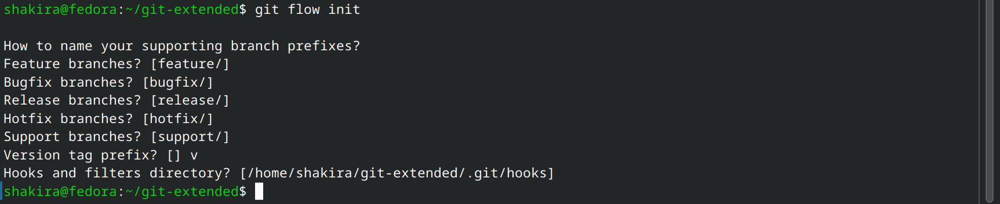 shakira@fedora:~/git-extended$ git flow init
How to name your supporting branch prefixes?
Feature branches? [feature/]
Bugfix branches? [bugfix/]
Release branches? [release/]
Hotfix branches? [hotfix/]
Support branches? [support/]
Version tag prefix? [] v
Hooks and filters directory? [/home/shakira/git-extended/.git/hooks]
shakira@fedora:~/git-extended$